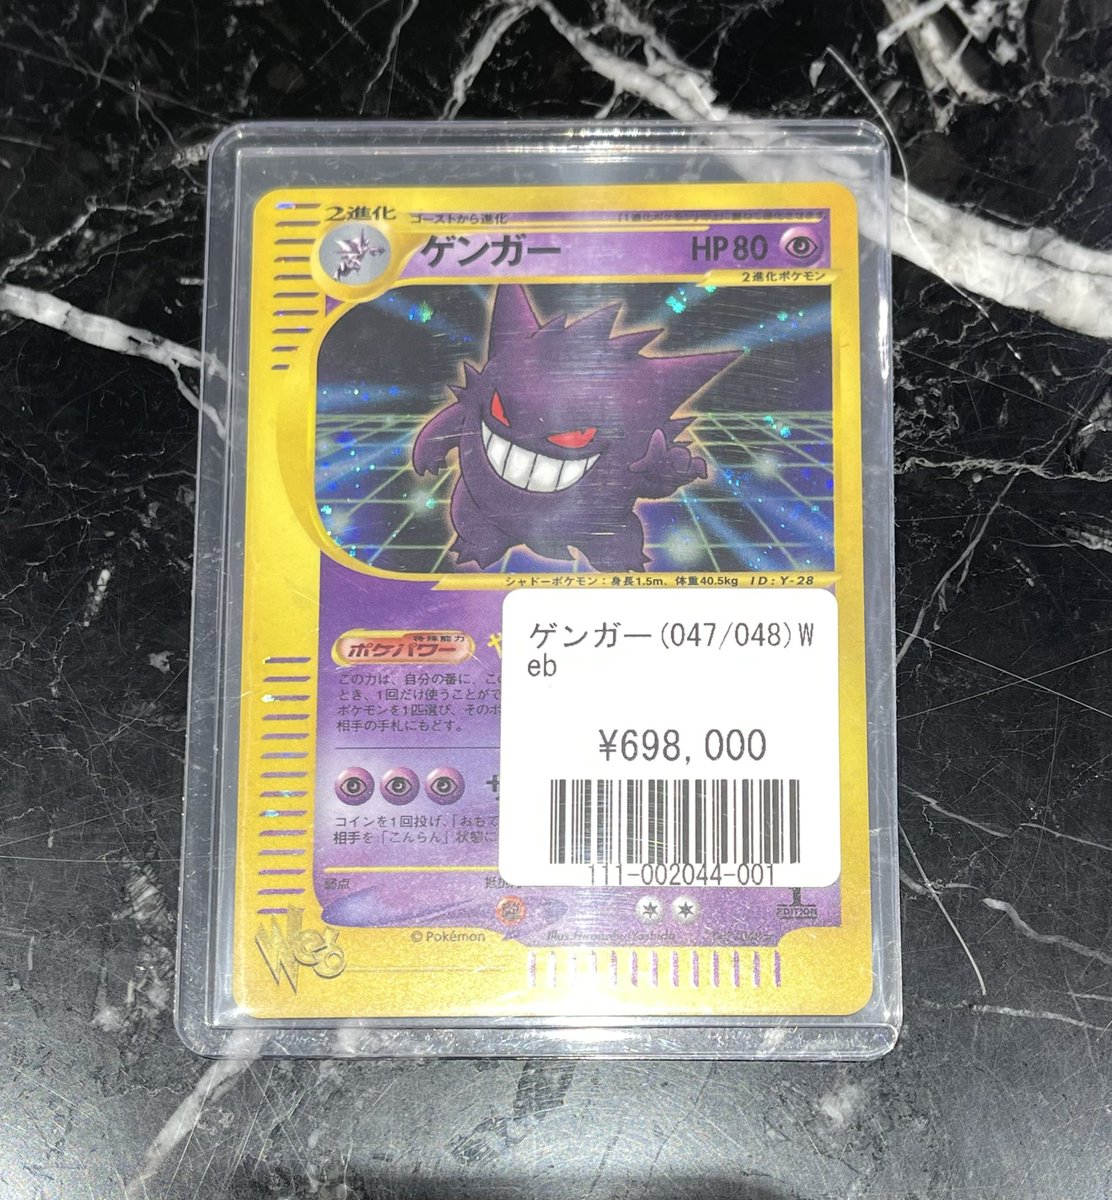 2進化 ゴーストから進化
ゲンガー HP80
2進化ポケモン
シャドーポケモン：身長1.5m、体重40.5kg ID：Y-28
特殊能力
ポケパワー
この力は、自分の番に、こ
とき、1回だけ使うことがで
ポケモンを1匹選び、そのポ
相手の手札にもどす。
コインを1回投げ、「おもて
相手を「こんらん」状態に
弱点
ゲンガー(047/048)W
eb
¥698,000
111-002044-001
1
EDITION
Web
©Pokémon